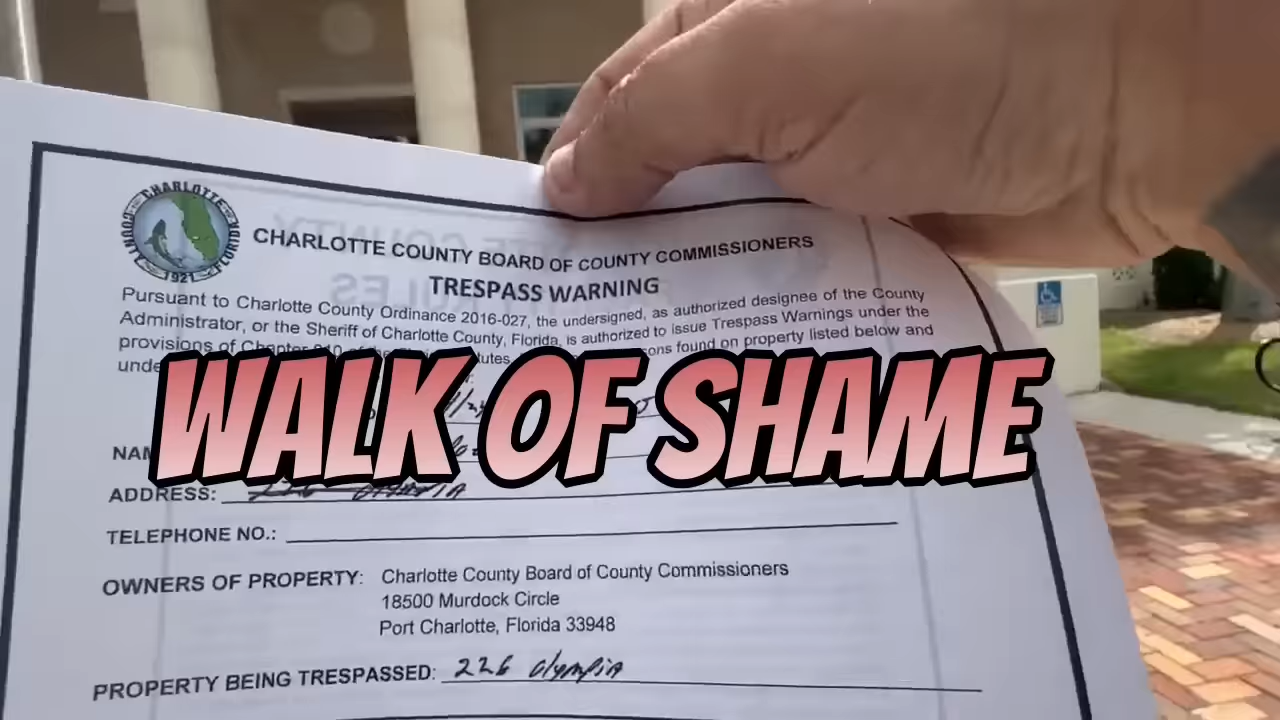 CHARLOTTE COUNTY FLORIDA 1921
CHARLOTTE COUNTY BOARD OF COUNTY COMMISSIONERS
TRESPASS WARNING
Pursuant to Charlotte County Ordinance 2016-027, the undersigned, as authorized designee of the County
Administrator, or the Sheriff of Charlotte County, Florida, is authorized to issue Trespass Warnings under the
provisions of Chapter found on property listed below and
WALK OF SHAME
ADDRESS:
TELEPHONE NO.:
OWNERS OF PROPERTY: Charlotte County Board of County Commissioners
18500 Murdock Circle
Port Charlotte, Florida 33948
PROPERTY BEING TRESPASSED: 226 Olympia